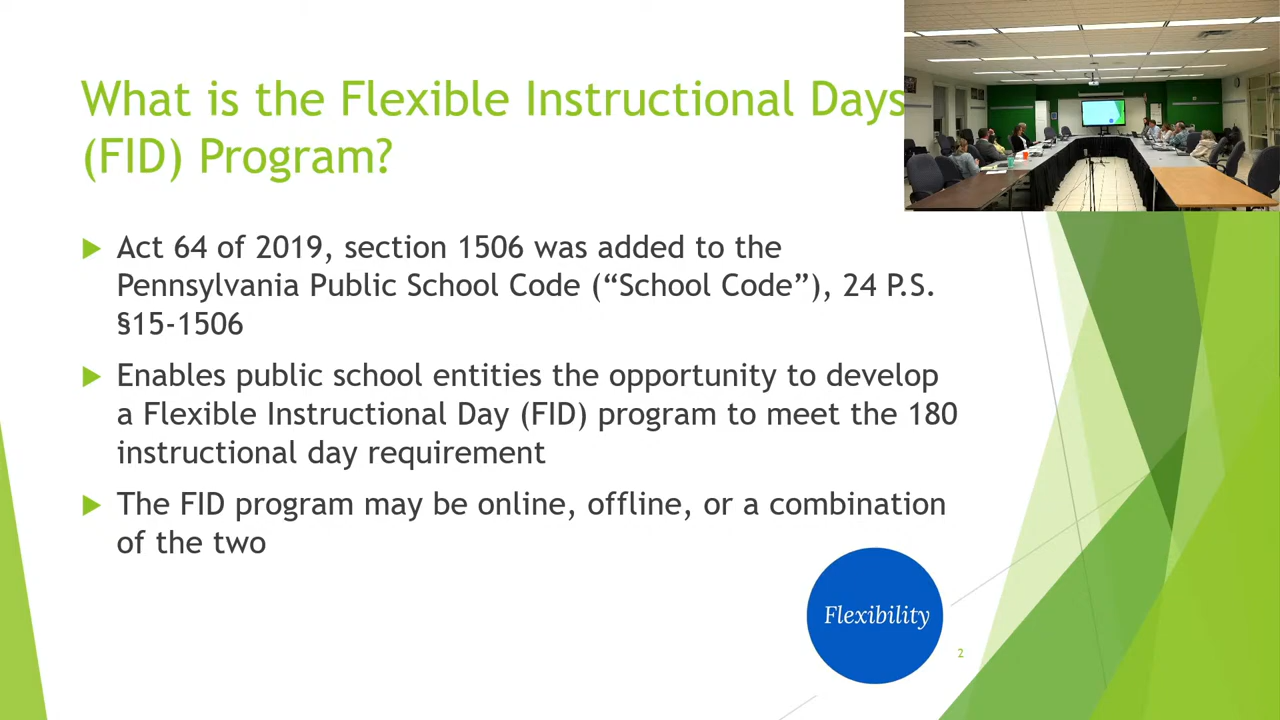 What is the Flexible Instructional Days
(FID) Program?
Act 64 of 2019, section 1506 was added to the
Pennsylvania Public School Code (“School Code”), 24 P.S.
§15-1506
Enables public school entities the opportunity to develop
a Flexible Instructional Day (FID) program to meet the 180
instructional day requirement
The FID program may be online, offline, or a combination
of the two
Flexibility
2